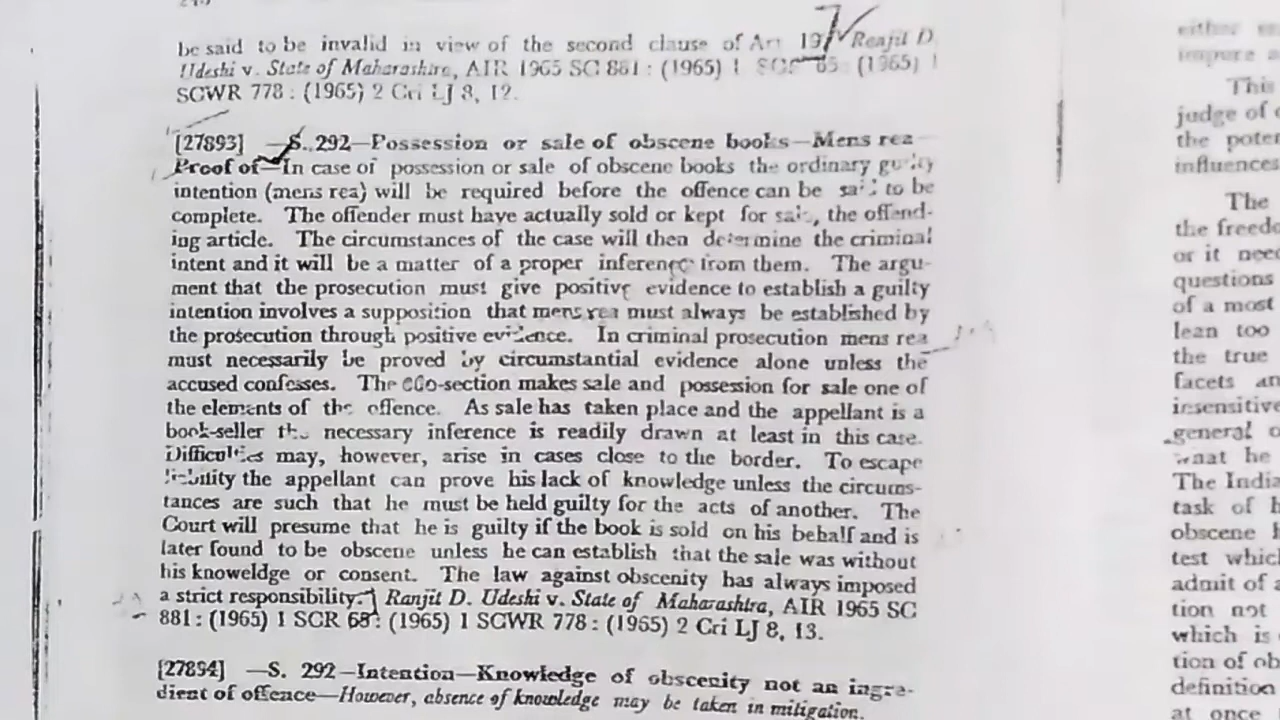 be said to be invalid in view of the second clause of Art 19 Reajil D.
Udeshi v. State of Maharashtra, AIR 1965 SC 881 : (1965) 1 SCR 65 : (1965) 1
SCWR 778 : (1965) 2 Cri LJ 8, 12.
[27893] —S. 292—Possession or sale of obscene books—Mens rea—
Proof of—In case of possession or sale of obscene books the ordinary guilty
intention (mens rea) will be required before the offence can be said to be
complete. The offender must have actually sold or kept for sale, the offend-
ing article. The circumstances of the case will then determine the criminal
intent and it will be a matter of a proper inference from them. The argu-
ment that the prosecution must give positive evidence to establish a guilty
intention involves a supposition that mens rea must always be established by
the prosecution through positive evidence. In criminal prosecution mens rea
must necessarily be proved by circumstantial evidence alone unless the
accused confesses. The -section makes sale and possession for sale one of
the elements of the offence. As sale has taken place and the appellant is a
book-seller the necessary inference is readily drawn at least in this case.
Difficulties may, however, arise in cases close to the border. To escape
liability the appellant can prove his lack of knowledge unless the circums-
tances are such that he must be held guilty for the acts of another. The
Court will presume that he is guilty if the book is sold on his behalf and is
later found to be obscene unless he can establish that the sale was without
his knoweldge or consent. The law against obscenity has always imposed
a strict responsibility. Ranjit D. Udeshi v. State of Maharashtra, AIR 1965 SC
881 : (1965) 1 SCR 65 : (1965) 1 SCWR 778 : (1965) 2 Cri LJ 8, 13.
[27894] —S. 292—Intention—Knowledge of obscenity not an ingre-
dient of offence—However, absence of knowledge may be taken in mitigation.
either
impure
This
judge of
the
influences
The
the
or it
questions
of a most
lean too
the true
facets
insensitive
general
what he
The
task of
obscene
test
admit of
tion not
which is
tion of
definition
at once